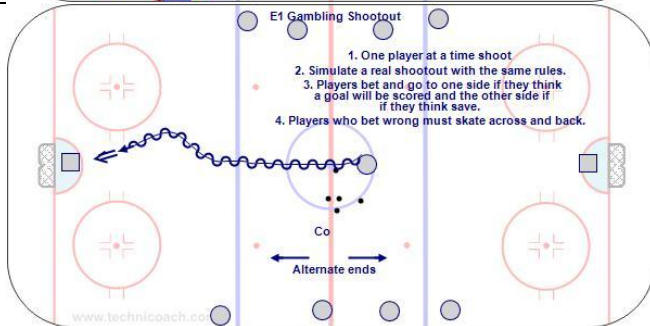 E1 Gambling Shootout
1. One player at a time shoot
2. Simulate a real shootout with the same rules.
3. Players bet and go to one side if they think
a goal will be scored and the other side if
if they think save.
4. Players who bet wrong must skate across and back.
Co
Alternate ends
www.technicoach.com